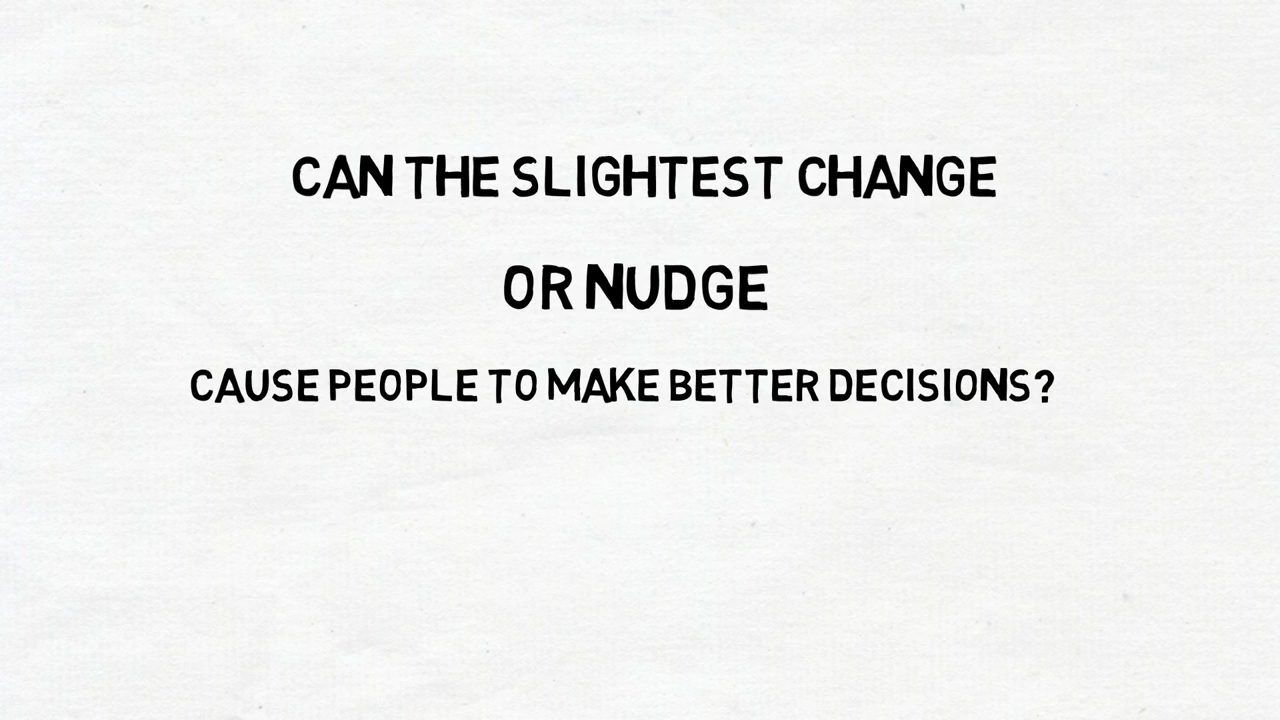 CAN THE SLIGHTEST CHANGE
OR NUDGE
CAUSE PEOPLE TO MAKE BETTER DECISIONS?